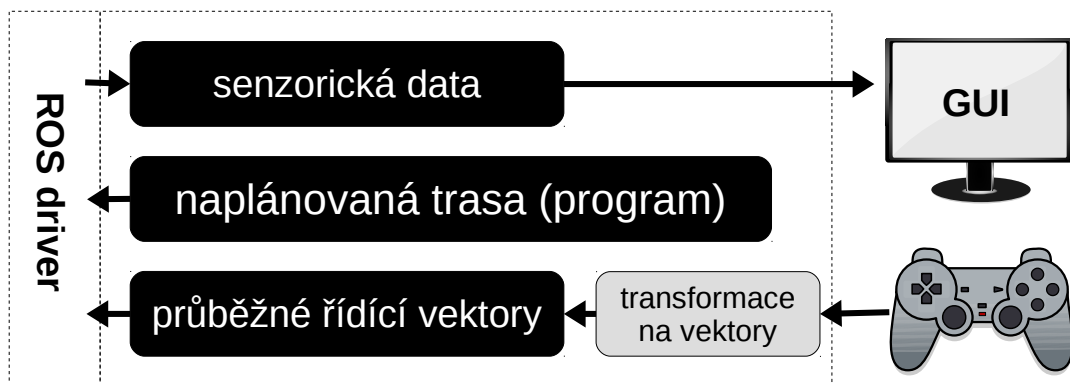 ROS driver
senzorická data
GUI
naplánovaná trasa (program)
průběžné řídící vektory
transformace
na vektory